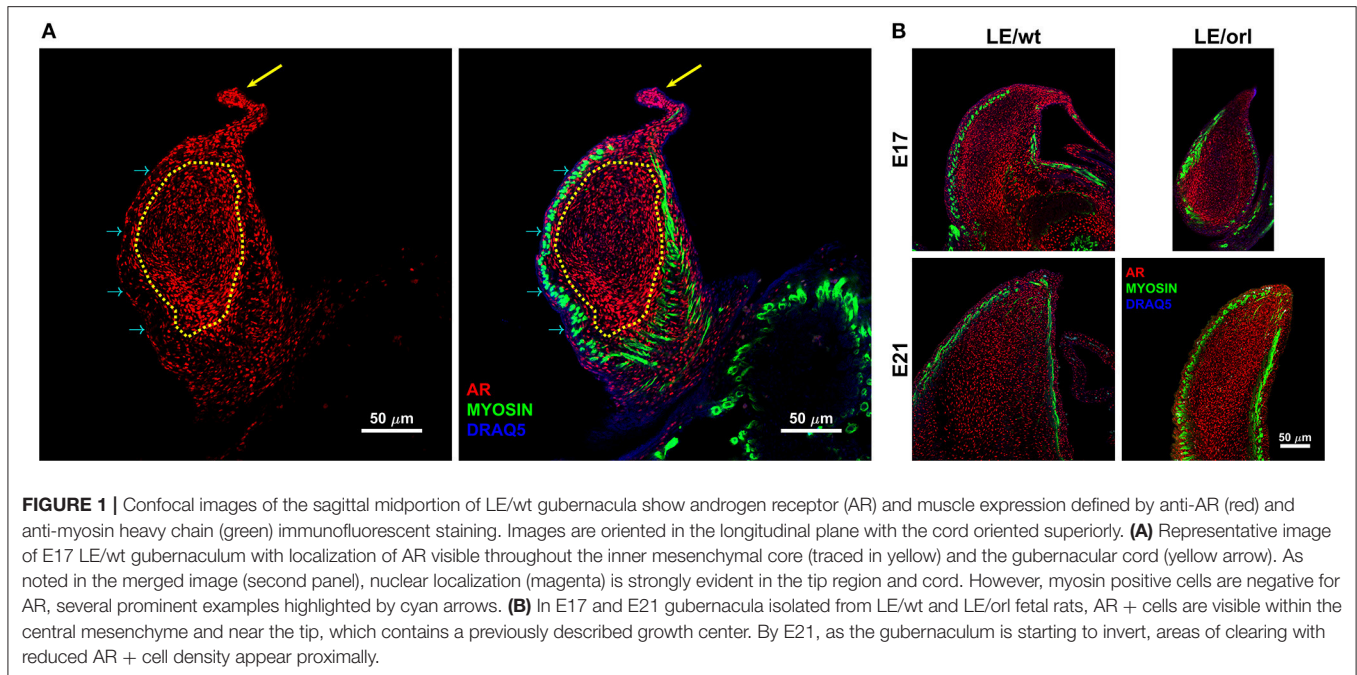 A
B
LE/wt
LE/orl
E17
E21
AR
MYOSIN
DRAQ5
50 μm
50 μm
AR
MYOSIN
DRAQ5
50 μm
FIGURE 1 | Confocal images of the sagittal midportion of LE/wt gubernacula show androgen receptor (AR) and muscle expression defined by anti-AR (red) and
anti-myosin heavy chain (green) immunofluorescent staining. Images are oriented in the longitudinal plane with the cord oriented superiorly. (A) Representative image
of E17 LE/wt gubernaculum with localization of AR visible throughout the inner mesenchymal core (traced in yellow) and the gubernacular cord (yellow arrow). As
noted in the merged image (second panel), nuclear localization (magenta) is strongly evident in the tip region and cord. However, myosin positive cells are negative for
AR, several prominent examples highlighted by cyan arrows. (B) In E17 and E21 gubernacula isolated from LE/wt and LE/orl fetal rats, AR + cells are visible within the
central mesenchyme and near the tip, which contains a previously described growth center. By E21, as the gubernaculum is starting to invert, areas of clearing with
reduced AR + cell density appear proximally.